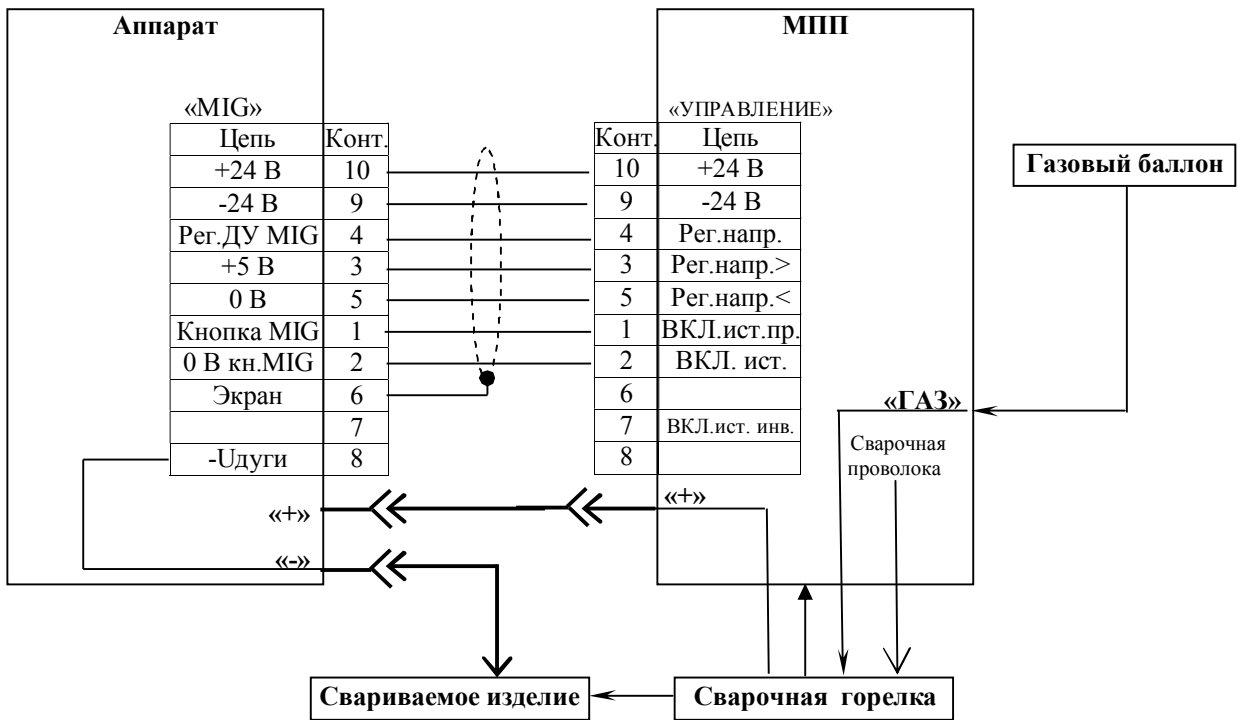 Аппарат
МПП
«MIG»
«УПРАВЛЕНИЕ»
Цепь Конт.
Конт. Цепь
+24 В 10
10 +24 В
-24 В 9
9 -24 В
Рег.ДУ MIG 4
4 Рег.напр.
+5 В 3
3 Рег.напр.>
0 В 5
5 Рег.напр.<
Кнопка MIG 1
1 ВКЛ.ист.пр.
0 В кн.MIG 2
2 ВКЛ. ист.
Экран 6
6
7
7 ВКЛ.ист. инв.
-Uдуги 8
8
Газовый баллон
«ГАЗ»
Сварочная
проволока
«+»
«+»
«-»
Свариваемое изделие
Сварочная горелка